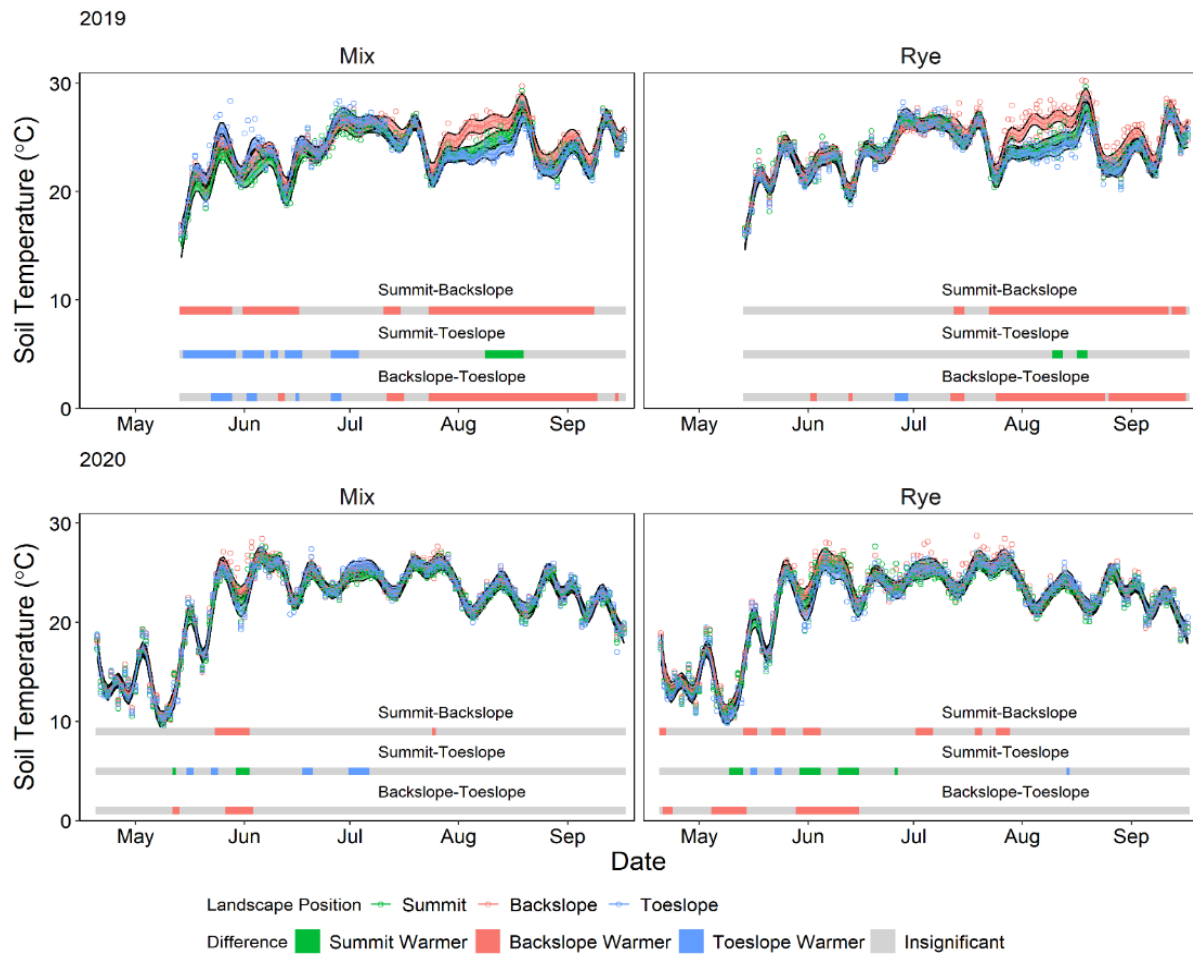 2019
Mix Rye
Soil Temperature (°C)
30
20
10
0
Summit-Backslope Summit-Backslope
Summit-Toeslope Summit-Toeslope
Backslope-Toeslope Backslope-Toeslope
May Jun Jul Aug Sep May Jun Jul Aug Sep
2020
Mix Rye
Soil Temperature (°C)
30
20
10
0
Summit-Backslope Summit-Backslope
Summit-Toeslope Summit-Toeslope
Backslope-Toeslope Backslope-Toeslope
May Jun Jul Aug Sep May Jun Jul Aug Sep
Date
Landscape Position Summit Backslope Toeslope
Difference Summit Warmer Backslope Warmer Toeslope Warmer Insignificant